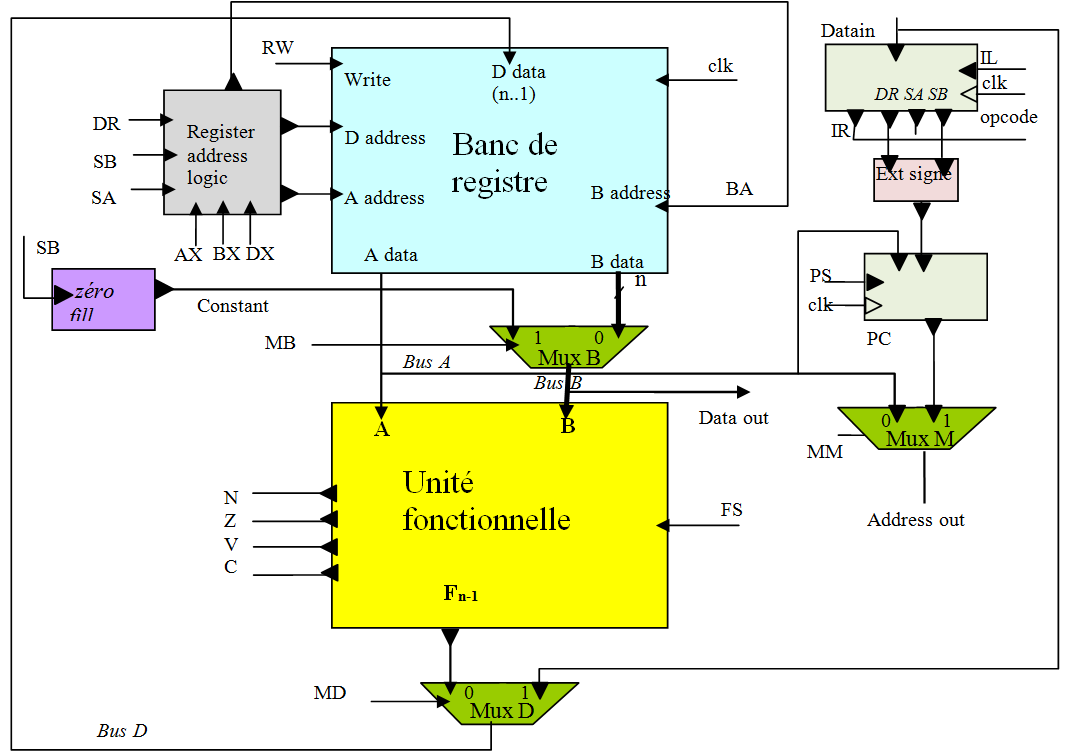 RW
Write
D data
(n..1)
clk
Datain
IL
clk
DR SA SB
opcode
IR
DR
SB
SA
Register
address
logic
D address
A address
Banc de
registre
B address
BA
Ext signe
AX
BX
DX
A data
B data
n
SB
zéro
fill
Constant
PS
clk
PC
MB
1
0
Mux B
Bus A
Bus B
Data out
0
1
Mux M
MM
Address out
A
B
Unité
fonctionnelle
N
Z
V
C
FS
Fn-1
MD
0
1
Mux D
Bus D